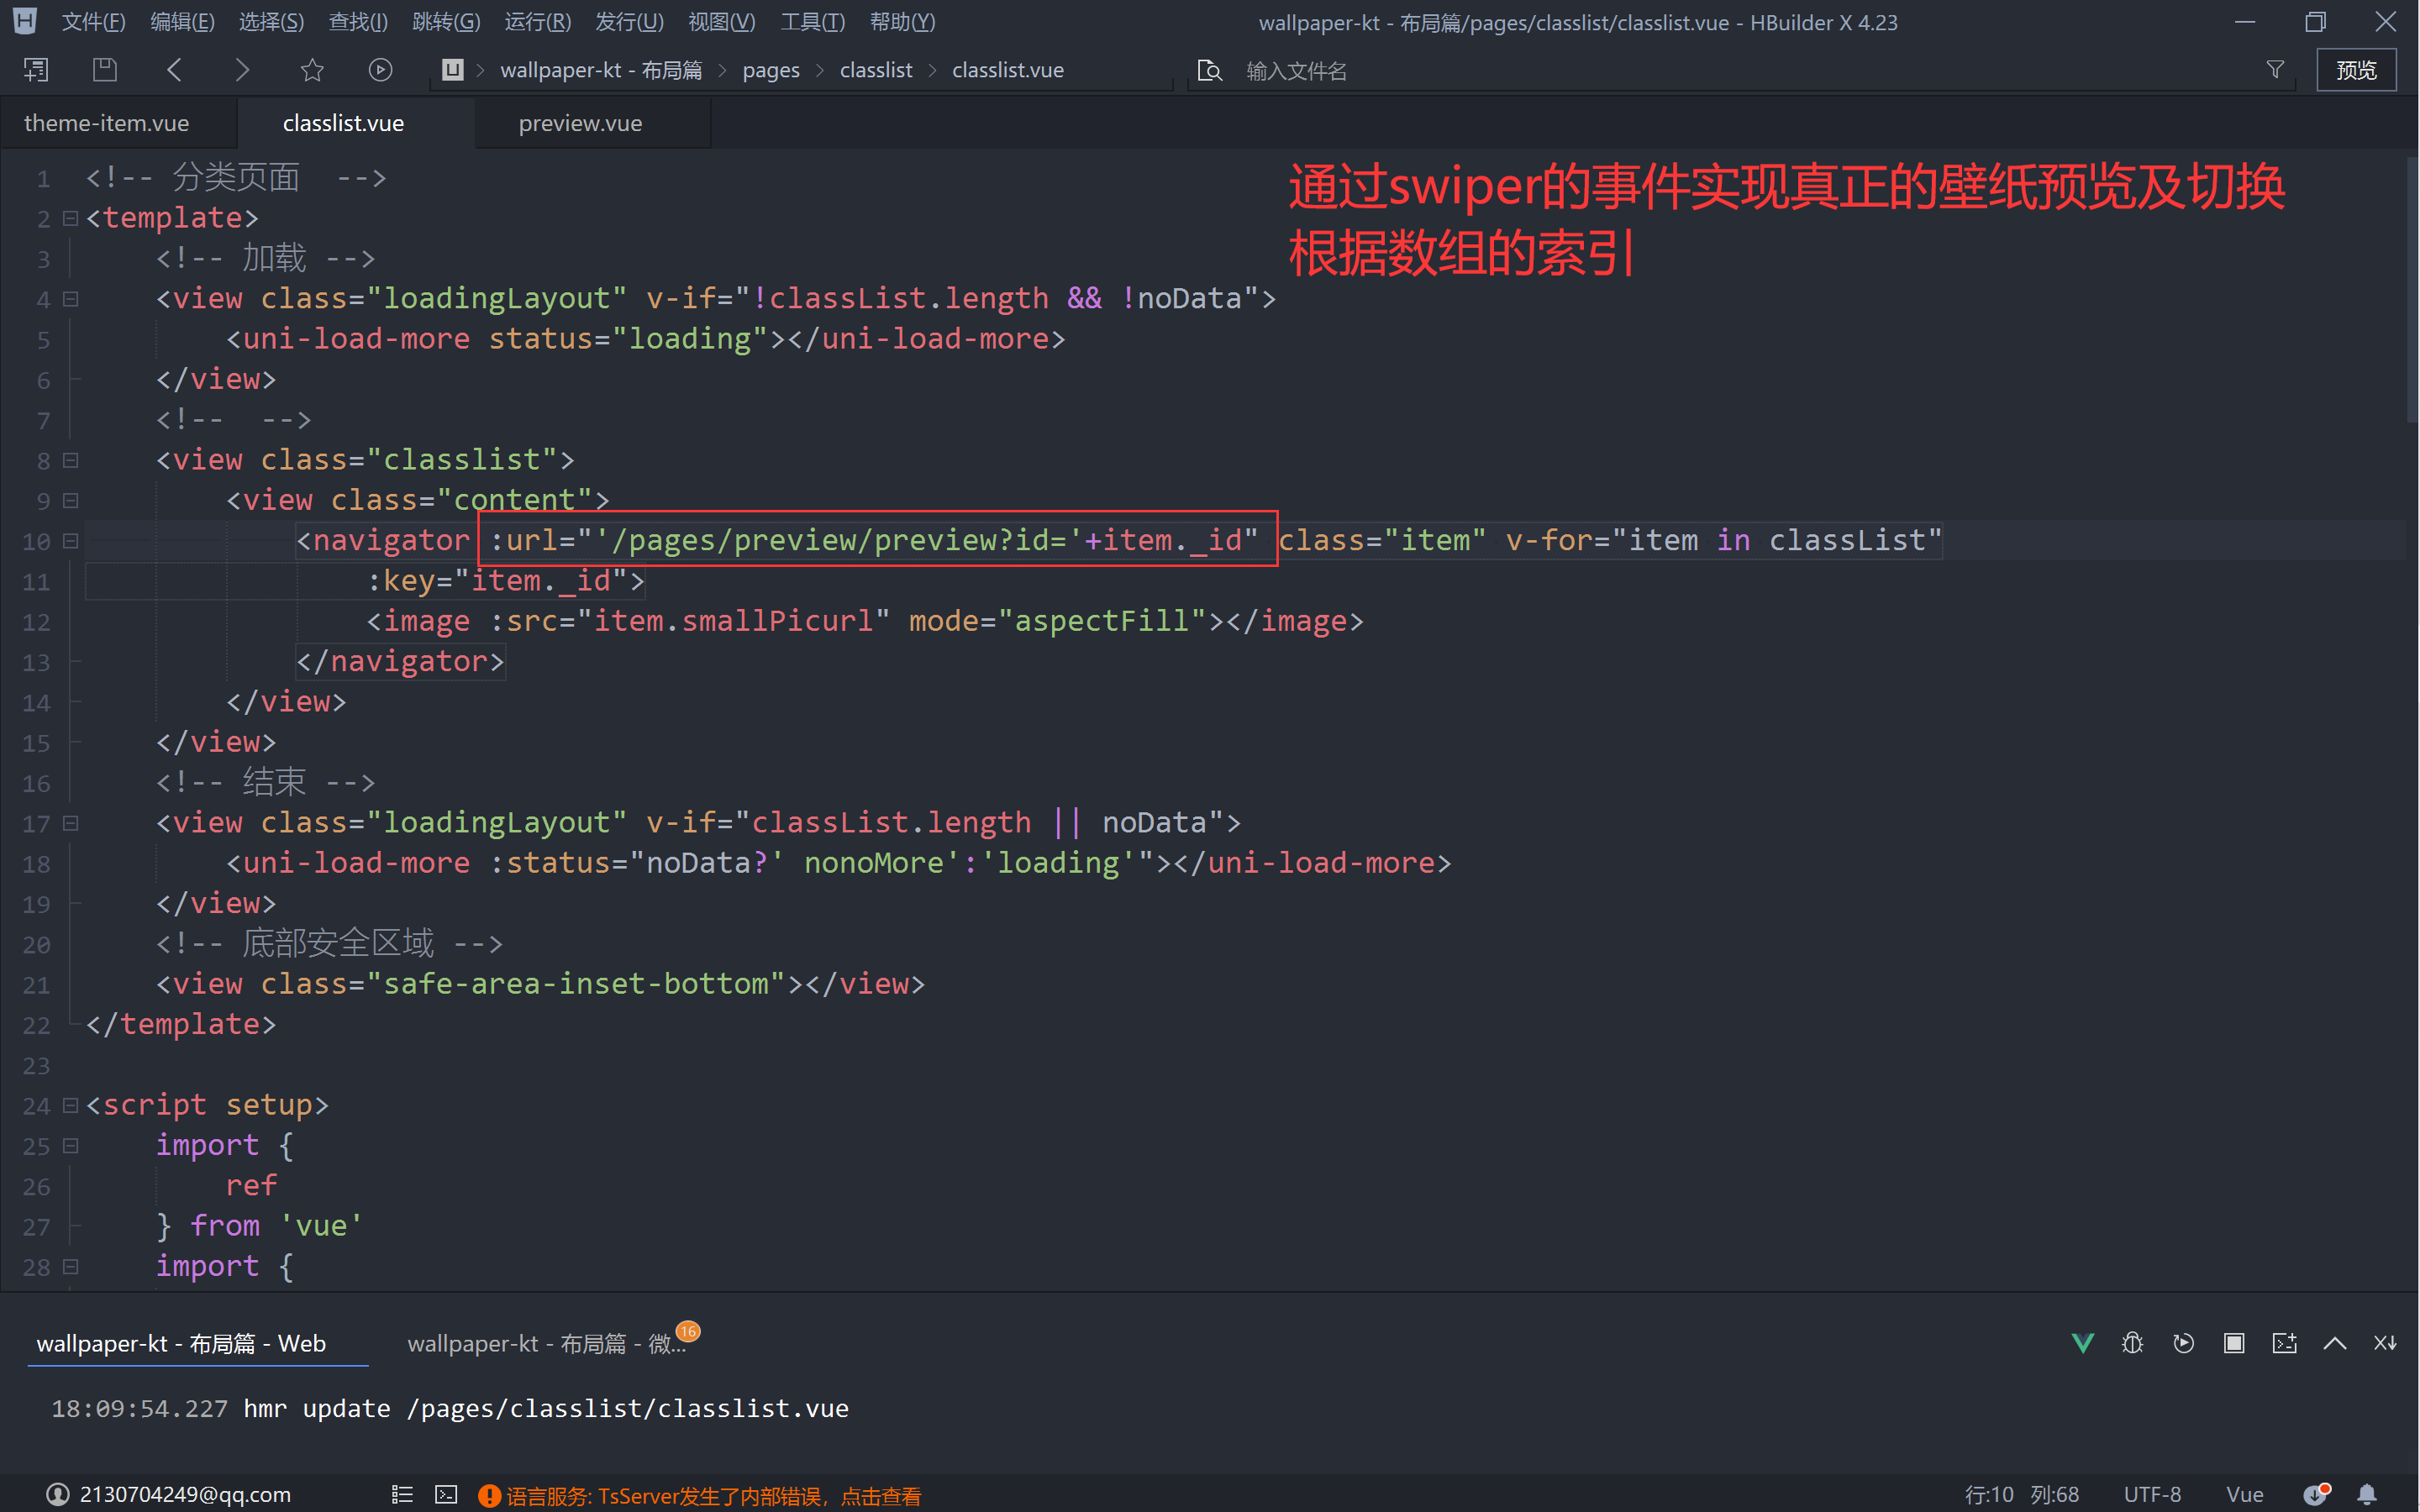 文件(F) 编辑(E) 选择(S) 查找(I) 跳转(G) 运行(R) 发行(U) 视图(V) 工具(T) 帮助(Y) wallpaper-kt - 布局篇/pages/classlist/classlist.vue - HBuilder X 4.23
wallpaper-kt - 布局篇 pages classlist classlist.vue 输入文件名 预览
theme-item.vue classlist.vue preview.vue
通过swiper的事件实现真正的壁纸预览及切换
根据数组的索引
1 <!-- 分类页面  -->
2 <template>
3 <!-- 加载 -->
4 <view class="loadingLayout" v-if="!classList.length && !noData">
5 <uni-load-more status="loading"></uni-load-more>
6 </view>
7 <!--  -->
8 <view class="classlist">
9 <view class="content">
10 <navigator :url="'/pages/preview/preview?id='+item._id" class="item" v-for="item in classList"
11 :key="item._id">
12 <image :src="item.smallPicurl" mode="aspectFill"></image>
13 </navigator>
14 </view>
15 </view>
16 <!-- 结束 -->
17 <view class="loadingLayout" v-if="classList.length || noData">
18 <uni-load-more :status="noData?' nonoMore':'loading'"></uni-load-more>
19 </view>
20 <!-- 底部安全区域 -->
21 <view class="safe-area-inset-bottom"></view>
22 </template>
23
24 <script setup>
25 import {
26 ref
27 } from 'vue'
28 import {
wallpaper-kt - 布局篇 - Web wallpaper-kt - 布局篇 - 微... 16
18:09:54.227 hmr update /pages/classlist/classlist.vue
2130704249@qq.com 语言服务: TsServer发生了内部错误，点击查看 行:10 列:68 UTF-8 Vue